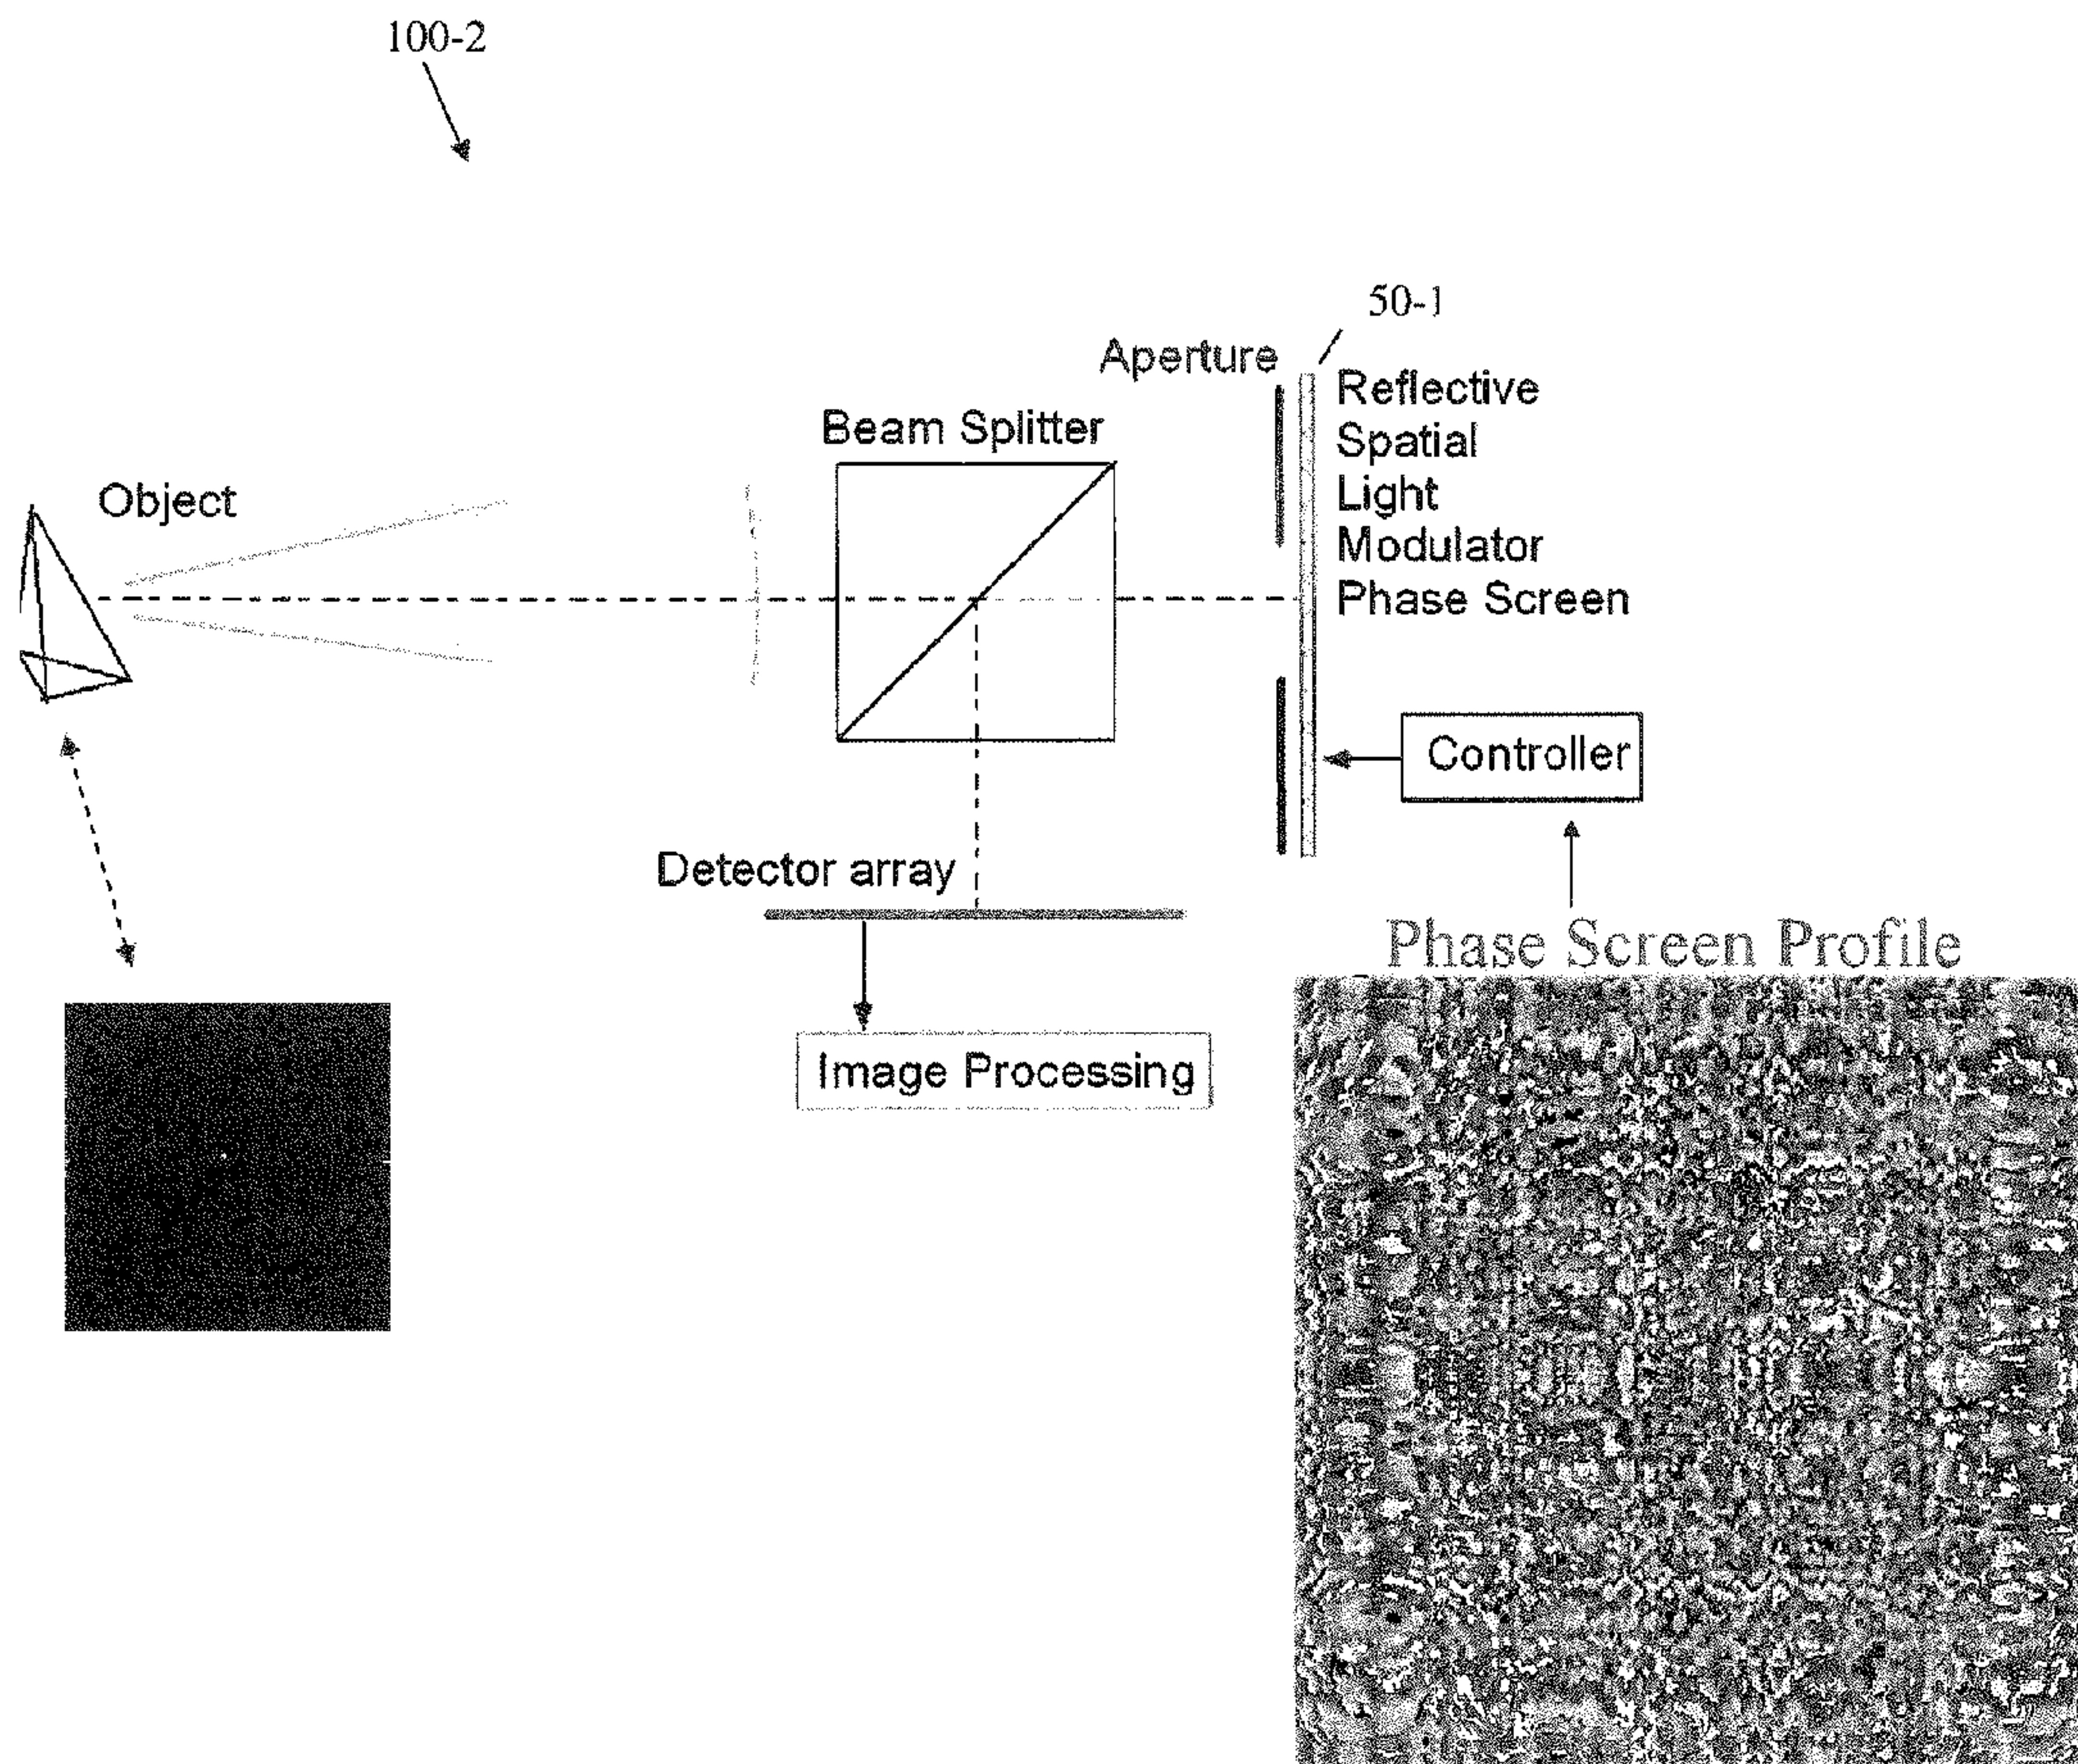 100-2
50-1
Aperture
Reflective
Spatial
Light
Modulator
Phase Screen
Beam Splitter
Object
Controller
Detector array
Phase Screen Profile
Image Processing